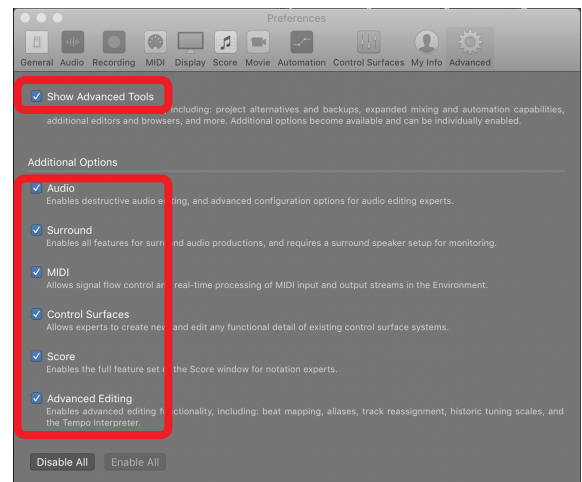 Preferences
General Audio Recording MIDI Display Score Movie Automation Control Surfaces My Info Advanced
Show Advanced Tools
including: project alternatives and backups, expanded mixing and automation capabilities,
additional editors and browsers, and more. Additional options become available and can be individually enabled.
Additional Options
Audio
Enables destructive audio editing, and advanced configuration options for audio editing experts.
Surround
Enables all features for surround audio productions, and requires a surround speaker setup for monitoring.
MIDI
Allows signal flow control and real-time processing of MIDI input and output streams in the Environment.
Control Surfaces
Allows experts to create new and edit any functional detail of existing control surface systems.
Score
Enables the full feature set of the Score window for notation experts.
Advanced Editing
Enables advanced editing functionality, including: beat mapping, aliases, track reassignment, historic tuning scales, and
the Tempo Interpreter.
Disable All Enable All